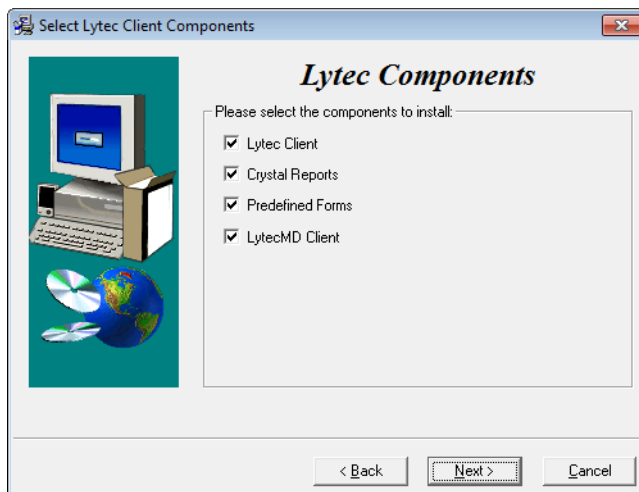 Select Lytec Client Components
Lytec Components
Please select the components to install:
Lytec Client
Crystal Reports
Predefined Forms
LytecMD Client
< Back
Next >
Cancel